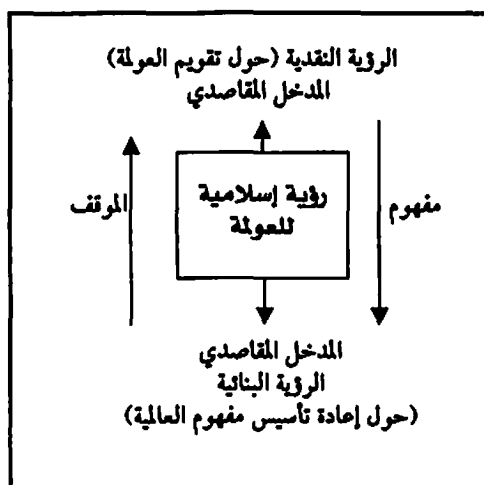 الرؤية النقدية (حول تقويم العولمة)
المدخل المقاصدي
مفهوم
رؤية إسلامية
للعولمة
الموقف
المدخل المقاصدي
الرؤية البنائية
(حول إعادة تأسيس مفهوم العالمية)